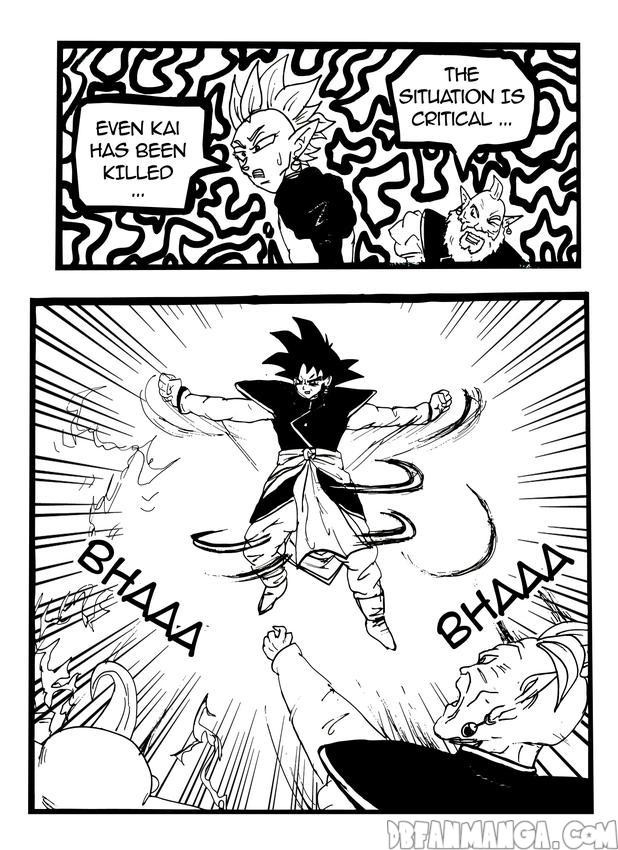 EVEN KAI
HAS BEEN
KILLED
...
THE
SITUATION IS
CRITICAL ...
BHAAA
BHAAA
DBFANMANGA.COM